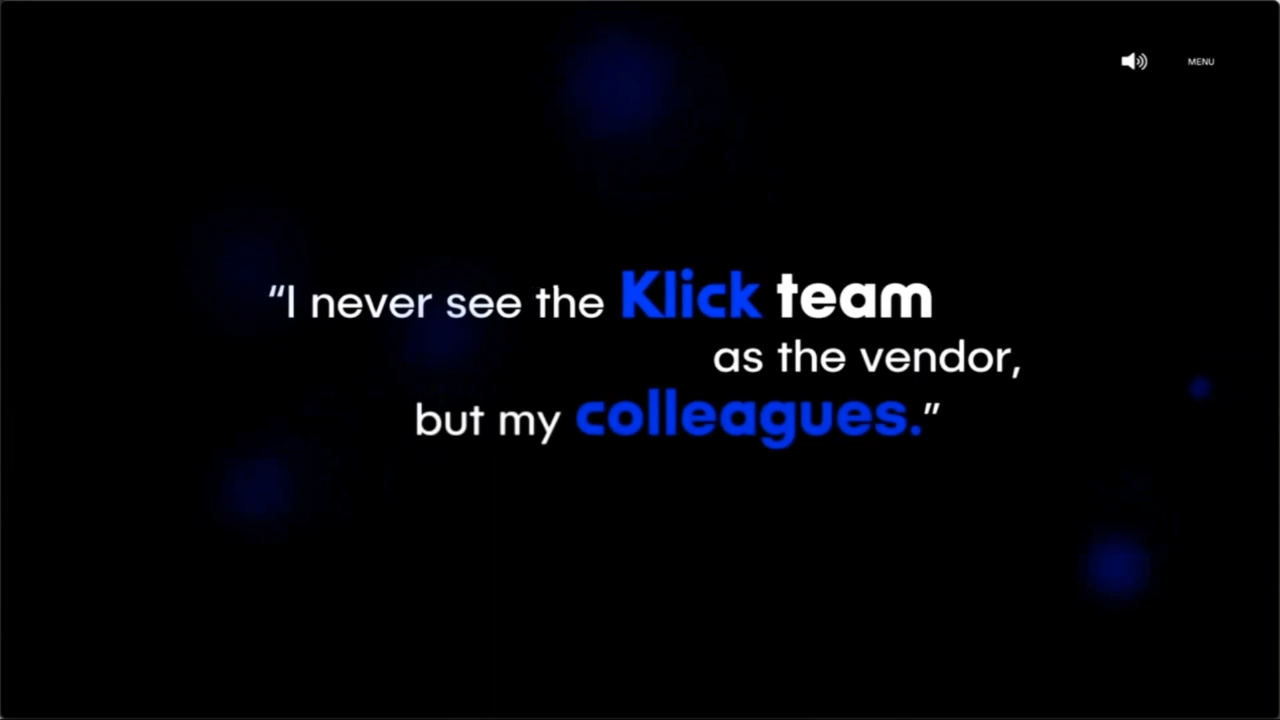 MENU
“I never see the Klick team
as the vendor,
but my colleagues.”